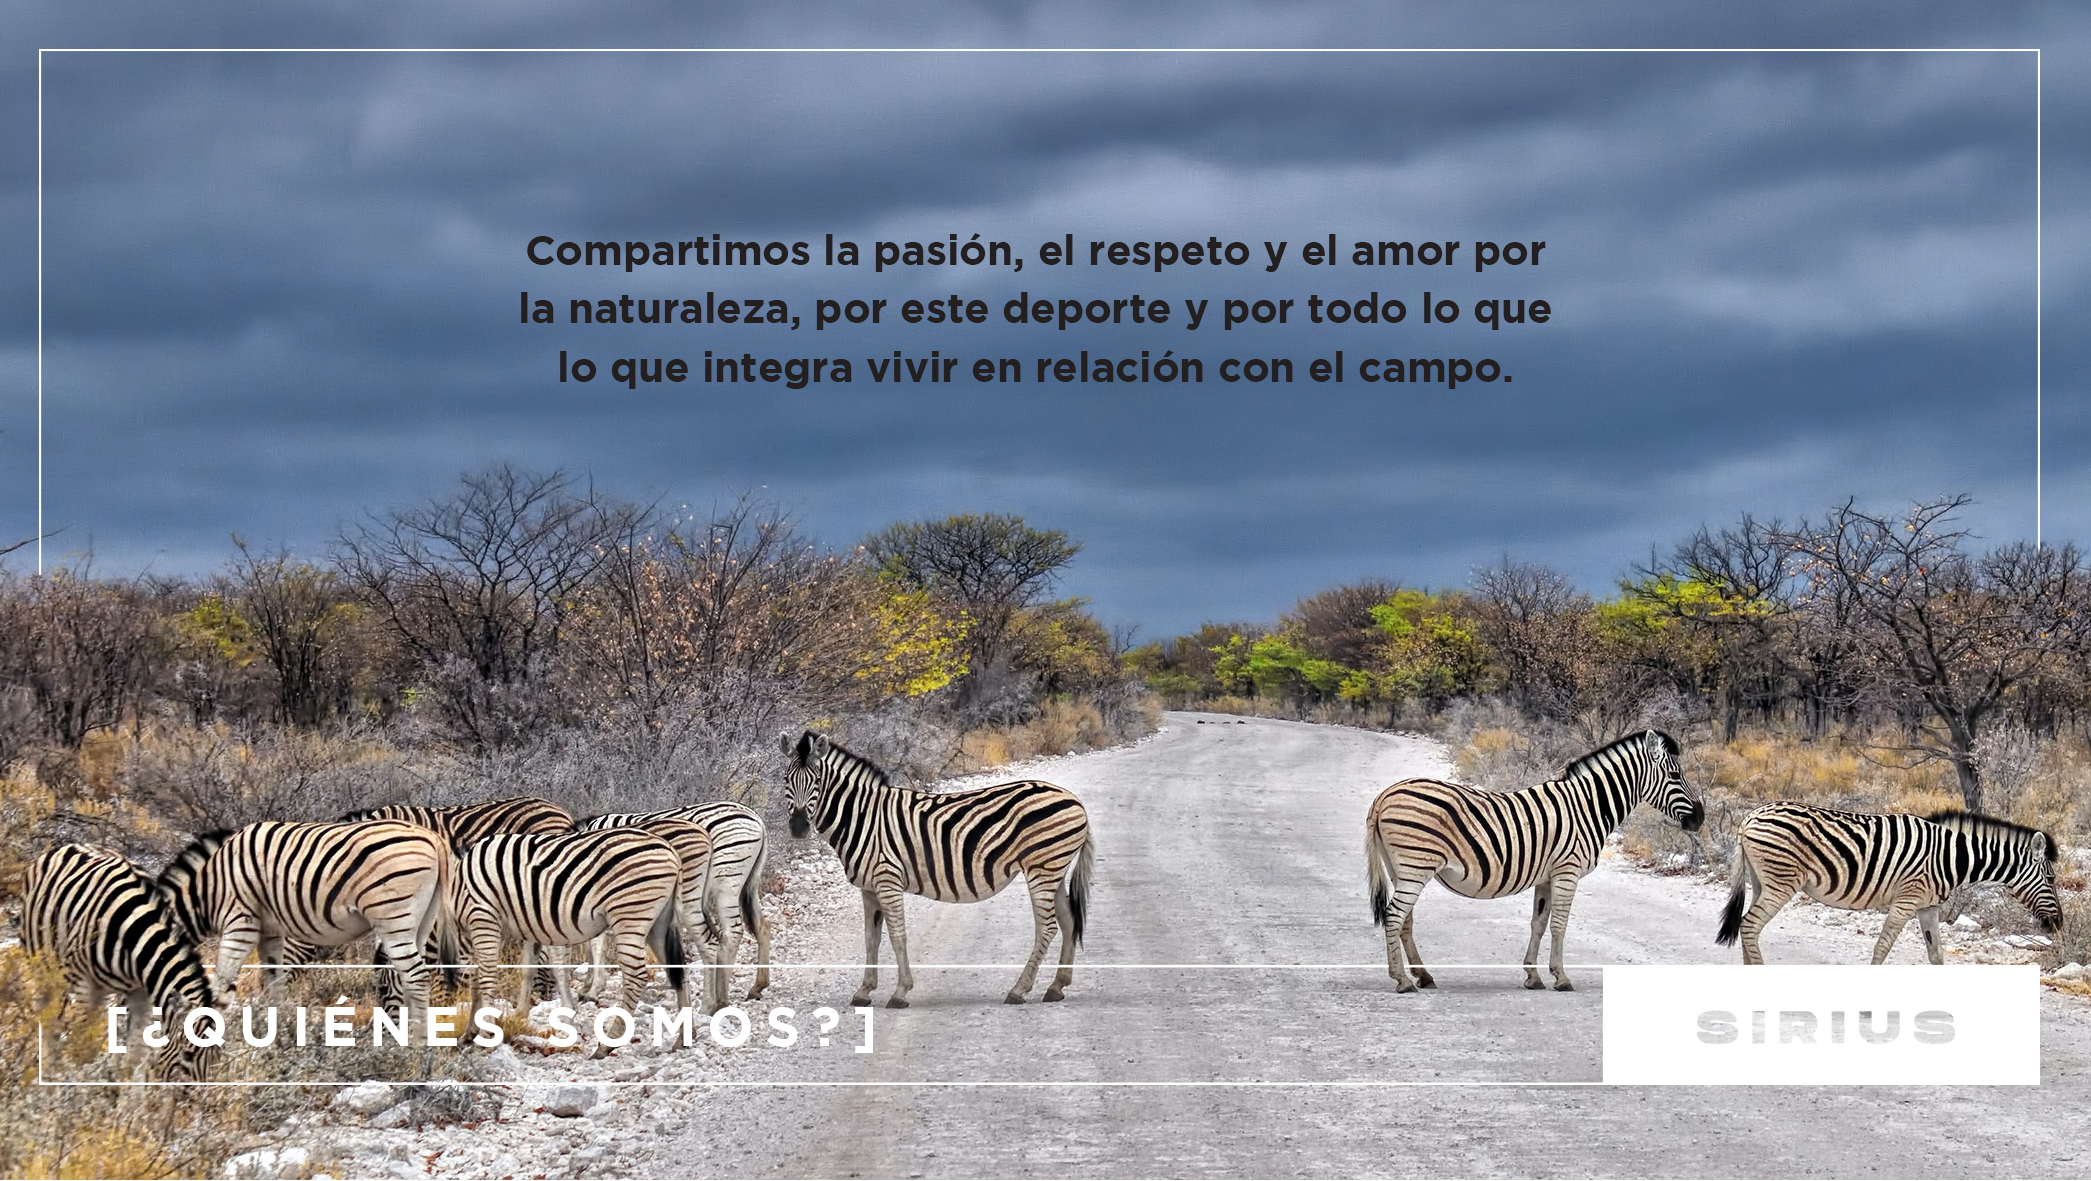 Compartimos la pasión, el respeto y el amor por
la naturaleza, por este deporte y por todo lo que
lo que integra vivir en relación con el campo.
[¿QUIÉNES SOMOS?]
SIRIUS